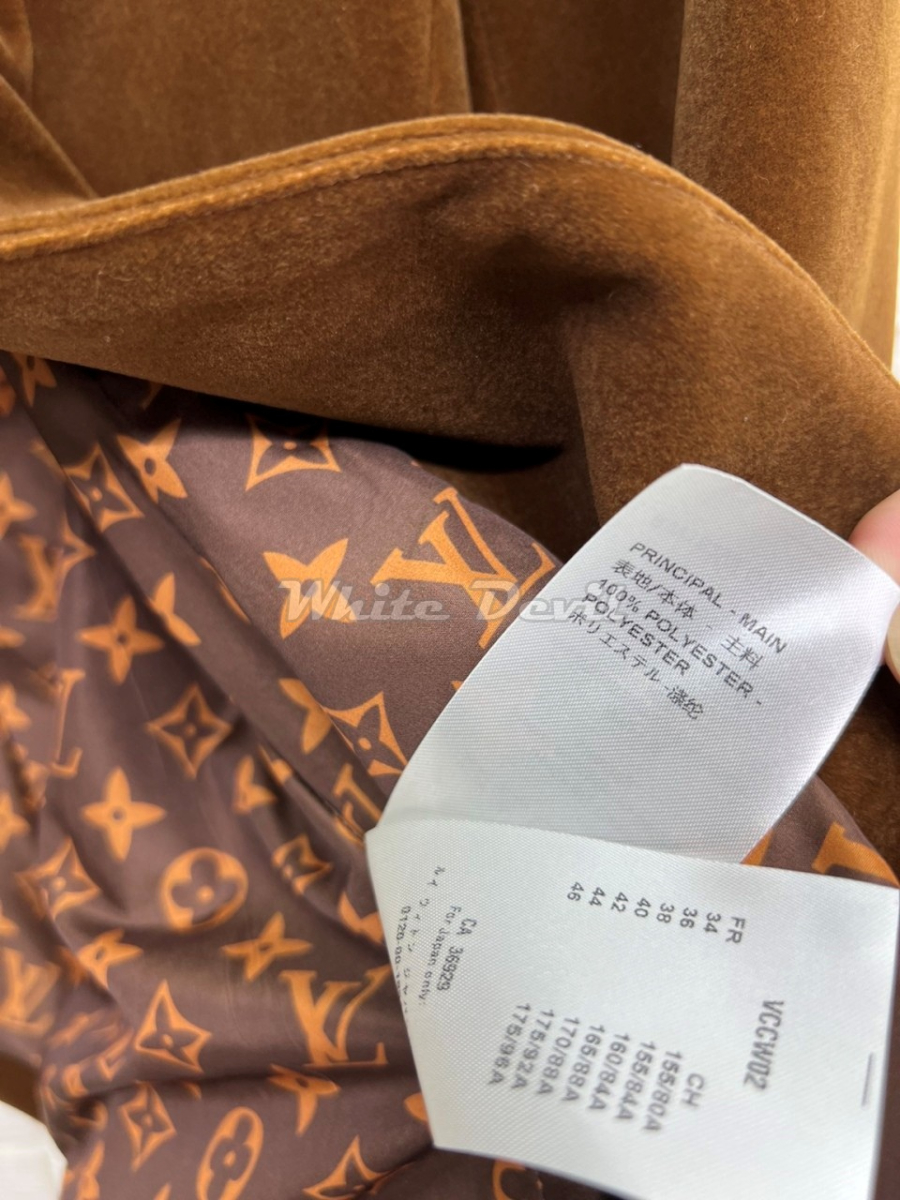 White Dev
PRINCIPAL - MAIN
表地/本体 - 主料
100% POLYESTER -
POLYESTER
ポリエステル -涤纶
VCCW02
FR CH
34 155/80A
36 155/84A
38 160/84A
40 165/88A
42 170/88A
44 175/92A
46 175/96A
CA 36929
For Japan only: